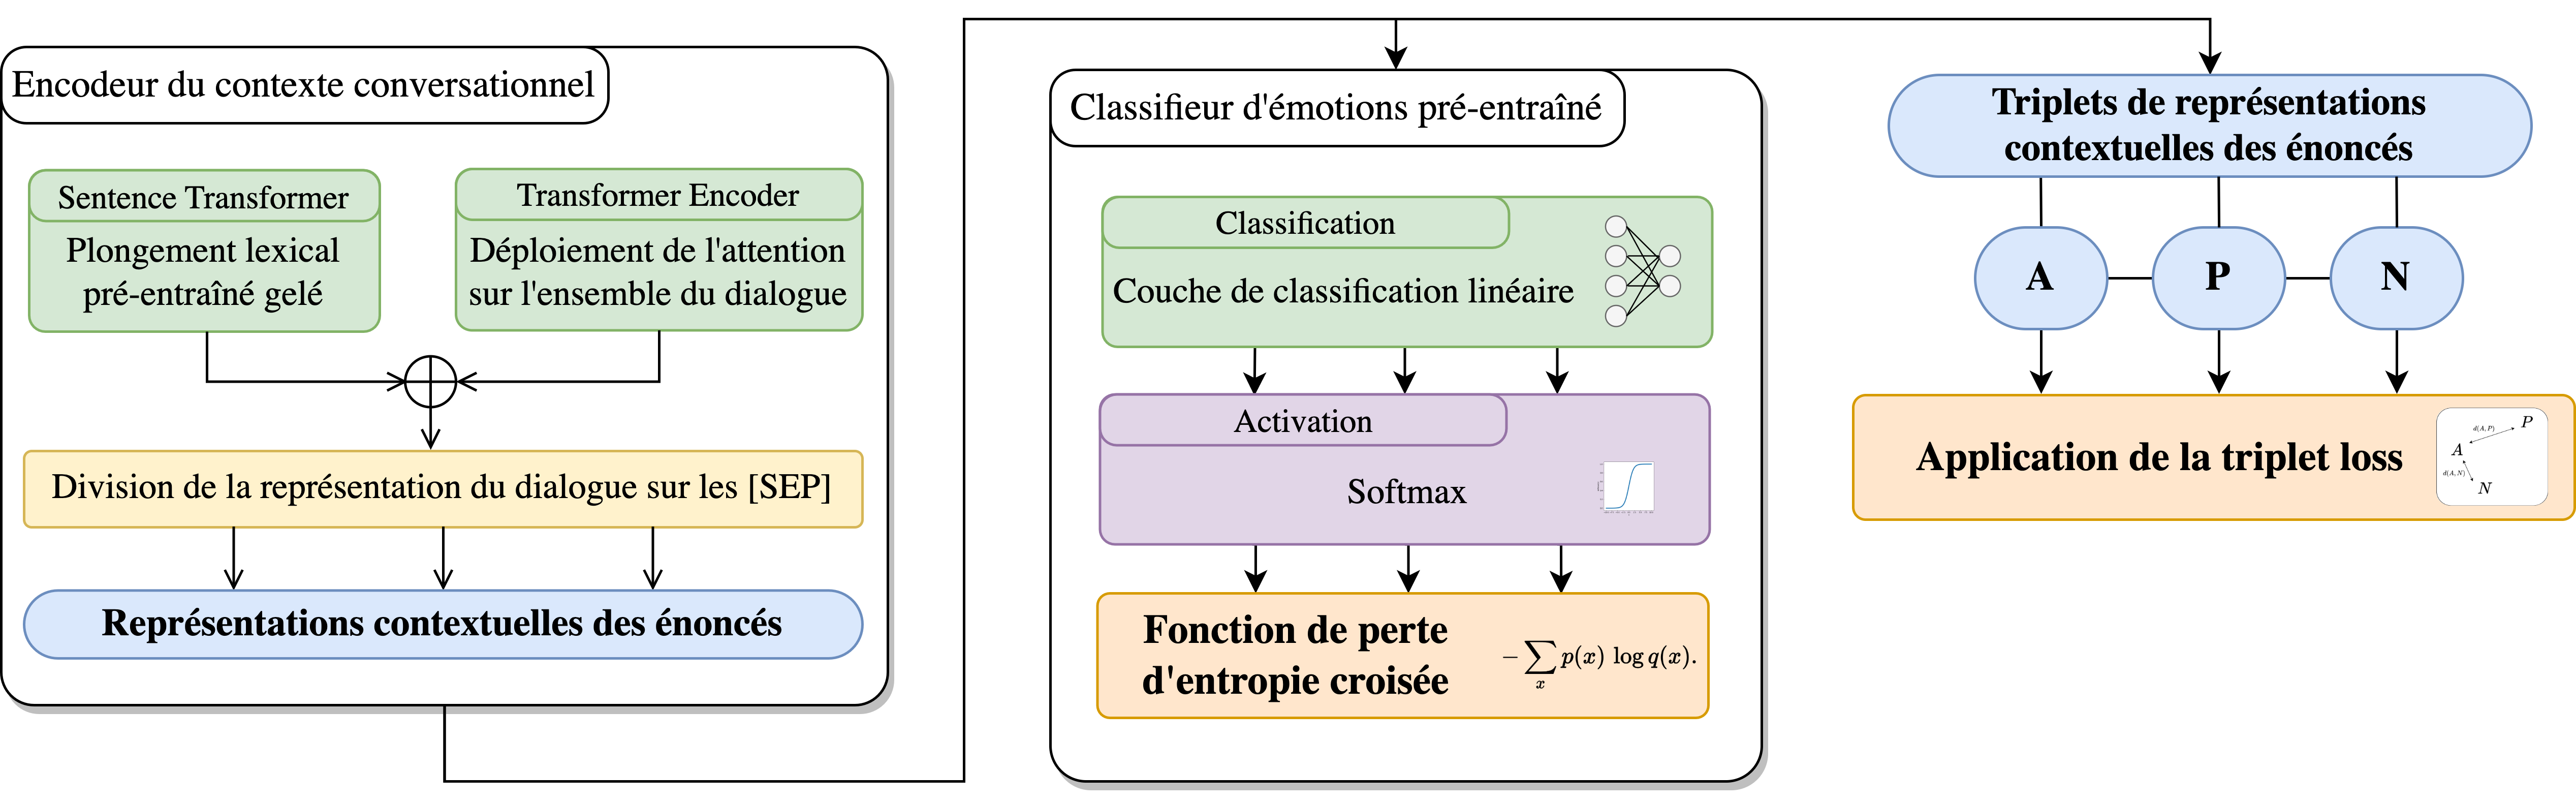 Encodeur du contexte conversationnel
Sentence Transformer
Plongement lexical
pré-entraîné gelé
Transformer Encoder
Déploiement de l'attention
sur l'ensemble du dialogue
Division de la représentation du dialogue sur les [SEP]
Représentations contextuelles des énoncés
Classifieur d'émotions pré-entraîné
Classification
Couche de classification linéaire
Activation
Softmax
Fonction de perte
d'entropie croisée
− ∑ₓ p(x) log q(x).
Triplets de représentations
contextuelles des énoncés
A
P
N
Application de la triplet loss
P
d(A, P)
A
d(A, N)
N